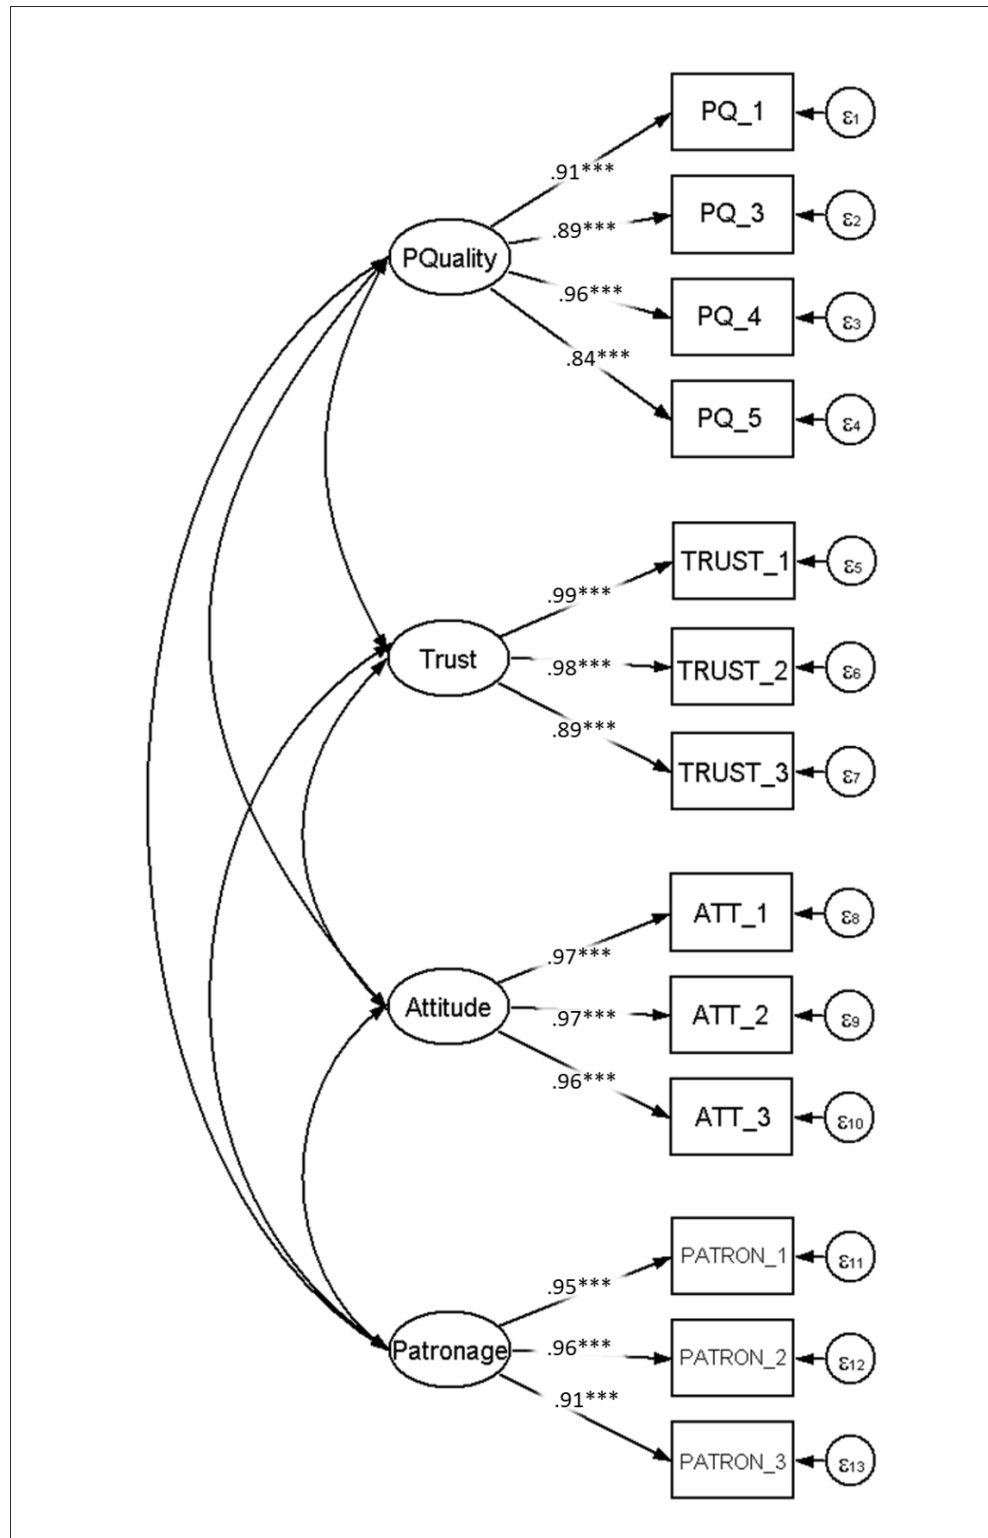 PQ_1
ε1
.91***
PQ_3
ε2
.89***
PQuality
.96***
PQ_4
ε3
.84***
PQ_5
ε4
TRUST_1
ε5
.99***
Trust
.98***
TRUST_2
ε6
.89***
TRUST_3
ε7
ATT_1
ε8
.97***
Attitude
.97***
ATT_2
ε9
.96***
ATT_3
ε10
PATRON_1
ε11
.95***
Patronage
.96***
PATRON_2
ε12
.91***
PATRON_3
ε13